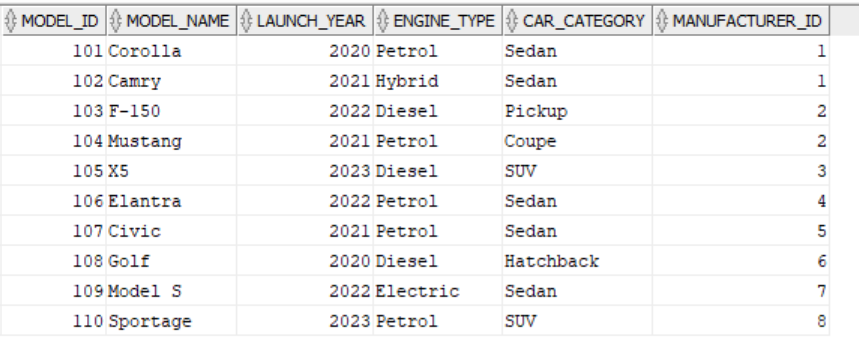 MODEL_ID MODEL_NAME LAUNCH_YEAR ENGINE_TYPE CAR_CATEGORY MANUFACTURER_ID
101 Corolla 2020 Petrol Sedan 1
102 Camry 2021 Hybrid Sedan 1
103 F-150 2022 Diesel Pickup 2
104 Mustang 2021 Petrol Coupe 2
105 X5 2023 Diesel SUV 3
106 Elantra 2022 Petrol Sedan 4
107 Civic 2021 Petrol Sedan 5
108 Golf 2020 Diesel Hatchback 6
109 Model S 2022 Electric Sedan 7
110 Sportage 2023 Petrol SUV 8